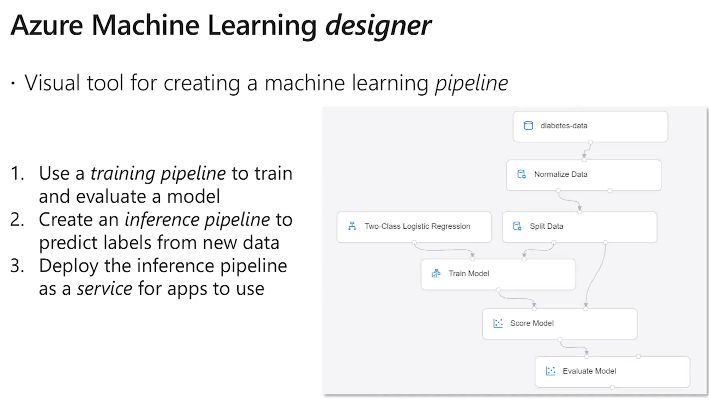 Azure Machine Learning designer
· Visual tool for creating a machine learning pipeline
1. Use a training pipeline to train
and evaluate a model
2. Create an inference pipeline to
predict labels from new data
3. Deploy the inference pipeline
as a service for apps to use
diabetes-data
Normalize Data
Two-Class Logistic Regression
Split Data
Train Model
Score Model
Evaluate Model